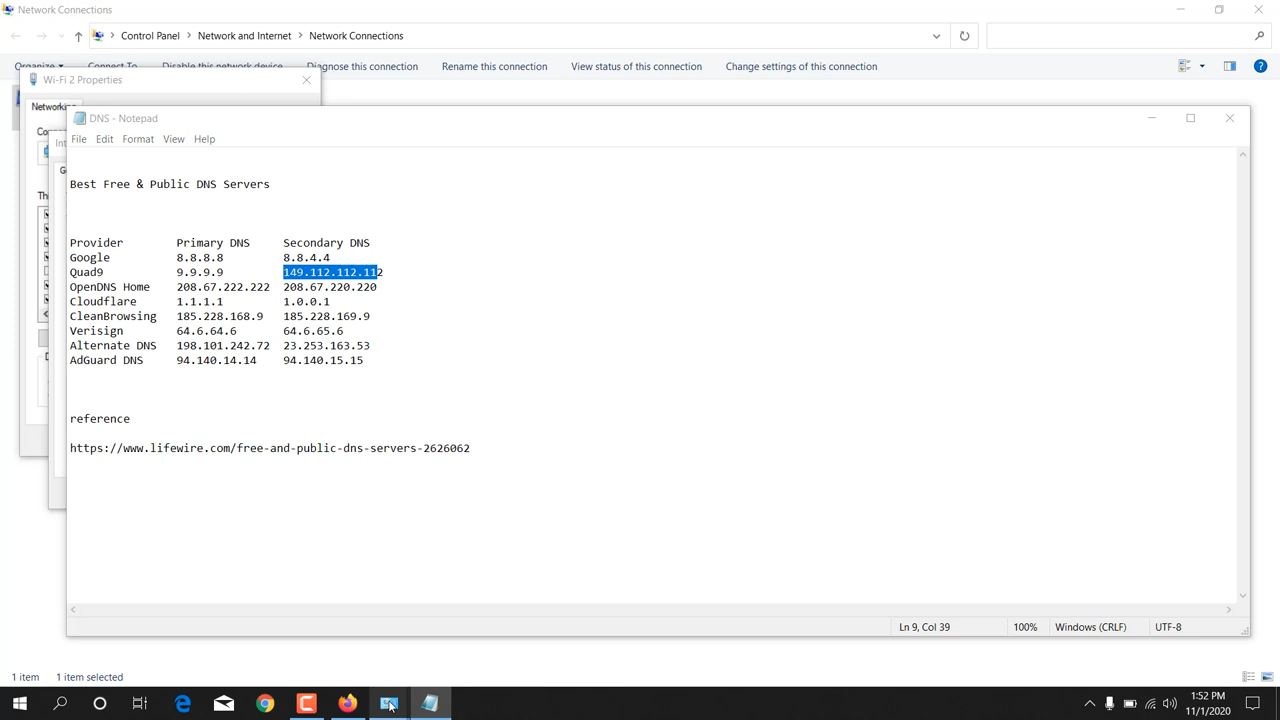 Network Connections
Control Panel Network and Internet Network Connections
Organize Connect To Disable this network device Diagnose this connection Rename this connection View status of this connection Change settings of this connection
Wi-Fi 2 Properties
Networking
DNS - Notepad
File Edit Format View Help
Best Free & Public DNS Servers
Provider Primary DNS Secondary DNS
Google 8.8.8.8 8.8.4.4
Quad9 9.9.9.9 149.112.112.112
OpenDNS Home 208.67.222.222 208.67.220.220
Cloudflare 1.1.1.1 1.0.0.1
CleanBrowsing 185.228.168.9 185.228.169.9
Verisign 64.6.64.6 64.6.65.6
Alternate DNS 198.101.242.72 23.253.163.53
AdGuard DNS 94.140.14.14 94.140.15.15
reference
https://www.lifewire.com/free-and-public-dns-servers-2626062
Ln 9, Col 39 100% Windows (CRLF) UTF-8
1 item 1 item selected
1:52 PM
11/1/2020